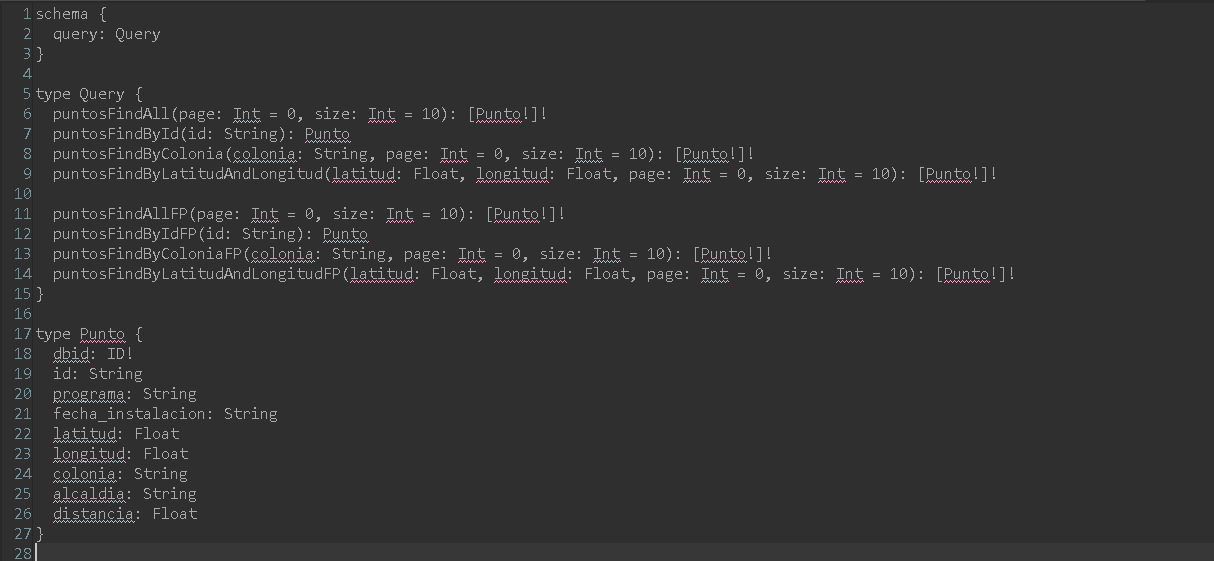 1 schema {
2   query: Query
3 }
4
5 type Query {
6   puntosFindAll(page: Int = 0, size: Int = 10): [Punto!]!
7   puntosFindById(id: String): Punto
8   puntosFindByColonia(colonia: String, page: Int = 0, size: Int = 10): [Punto!]!
9   puntosFindByLatitudAndLongitud(latitud: Float, longitud: Float, page: Int = 0, size: Int = 10): [Punto!]!
10
11   puntosFindAllFP(page: Int = 0, size: Int = 10): [Punto!]!
12   puntosFindByIdFP(id: String): Punto
13   puntosFindByColoniaFP(colonia: String, page: Int = 0, size: Int = 10): [Punto!]!
14   puntosFindByLatitudAndLongitudFP(latitud: Float, longitud: Float, page: Int = 0, size: Int = 10): [Punto!]!
15 }
16
17 type Punto {
18   dbid: ID!
19   id: String
20   programa: String
21   fecha_instalacion: String
22   latitud: Float
23   longitud: Float
24   colonia: String
25   alcaldia: String
26   distancia: Float
27 }
28